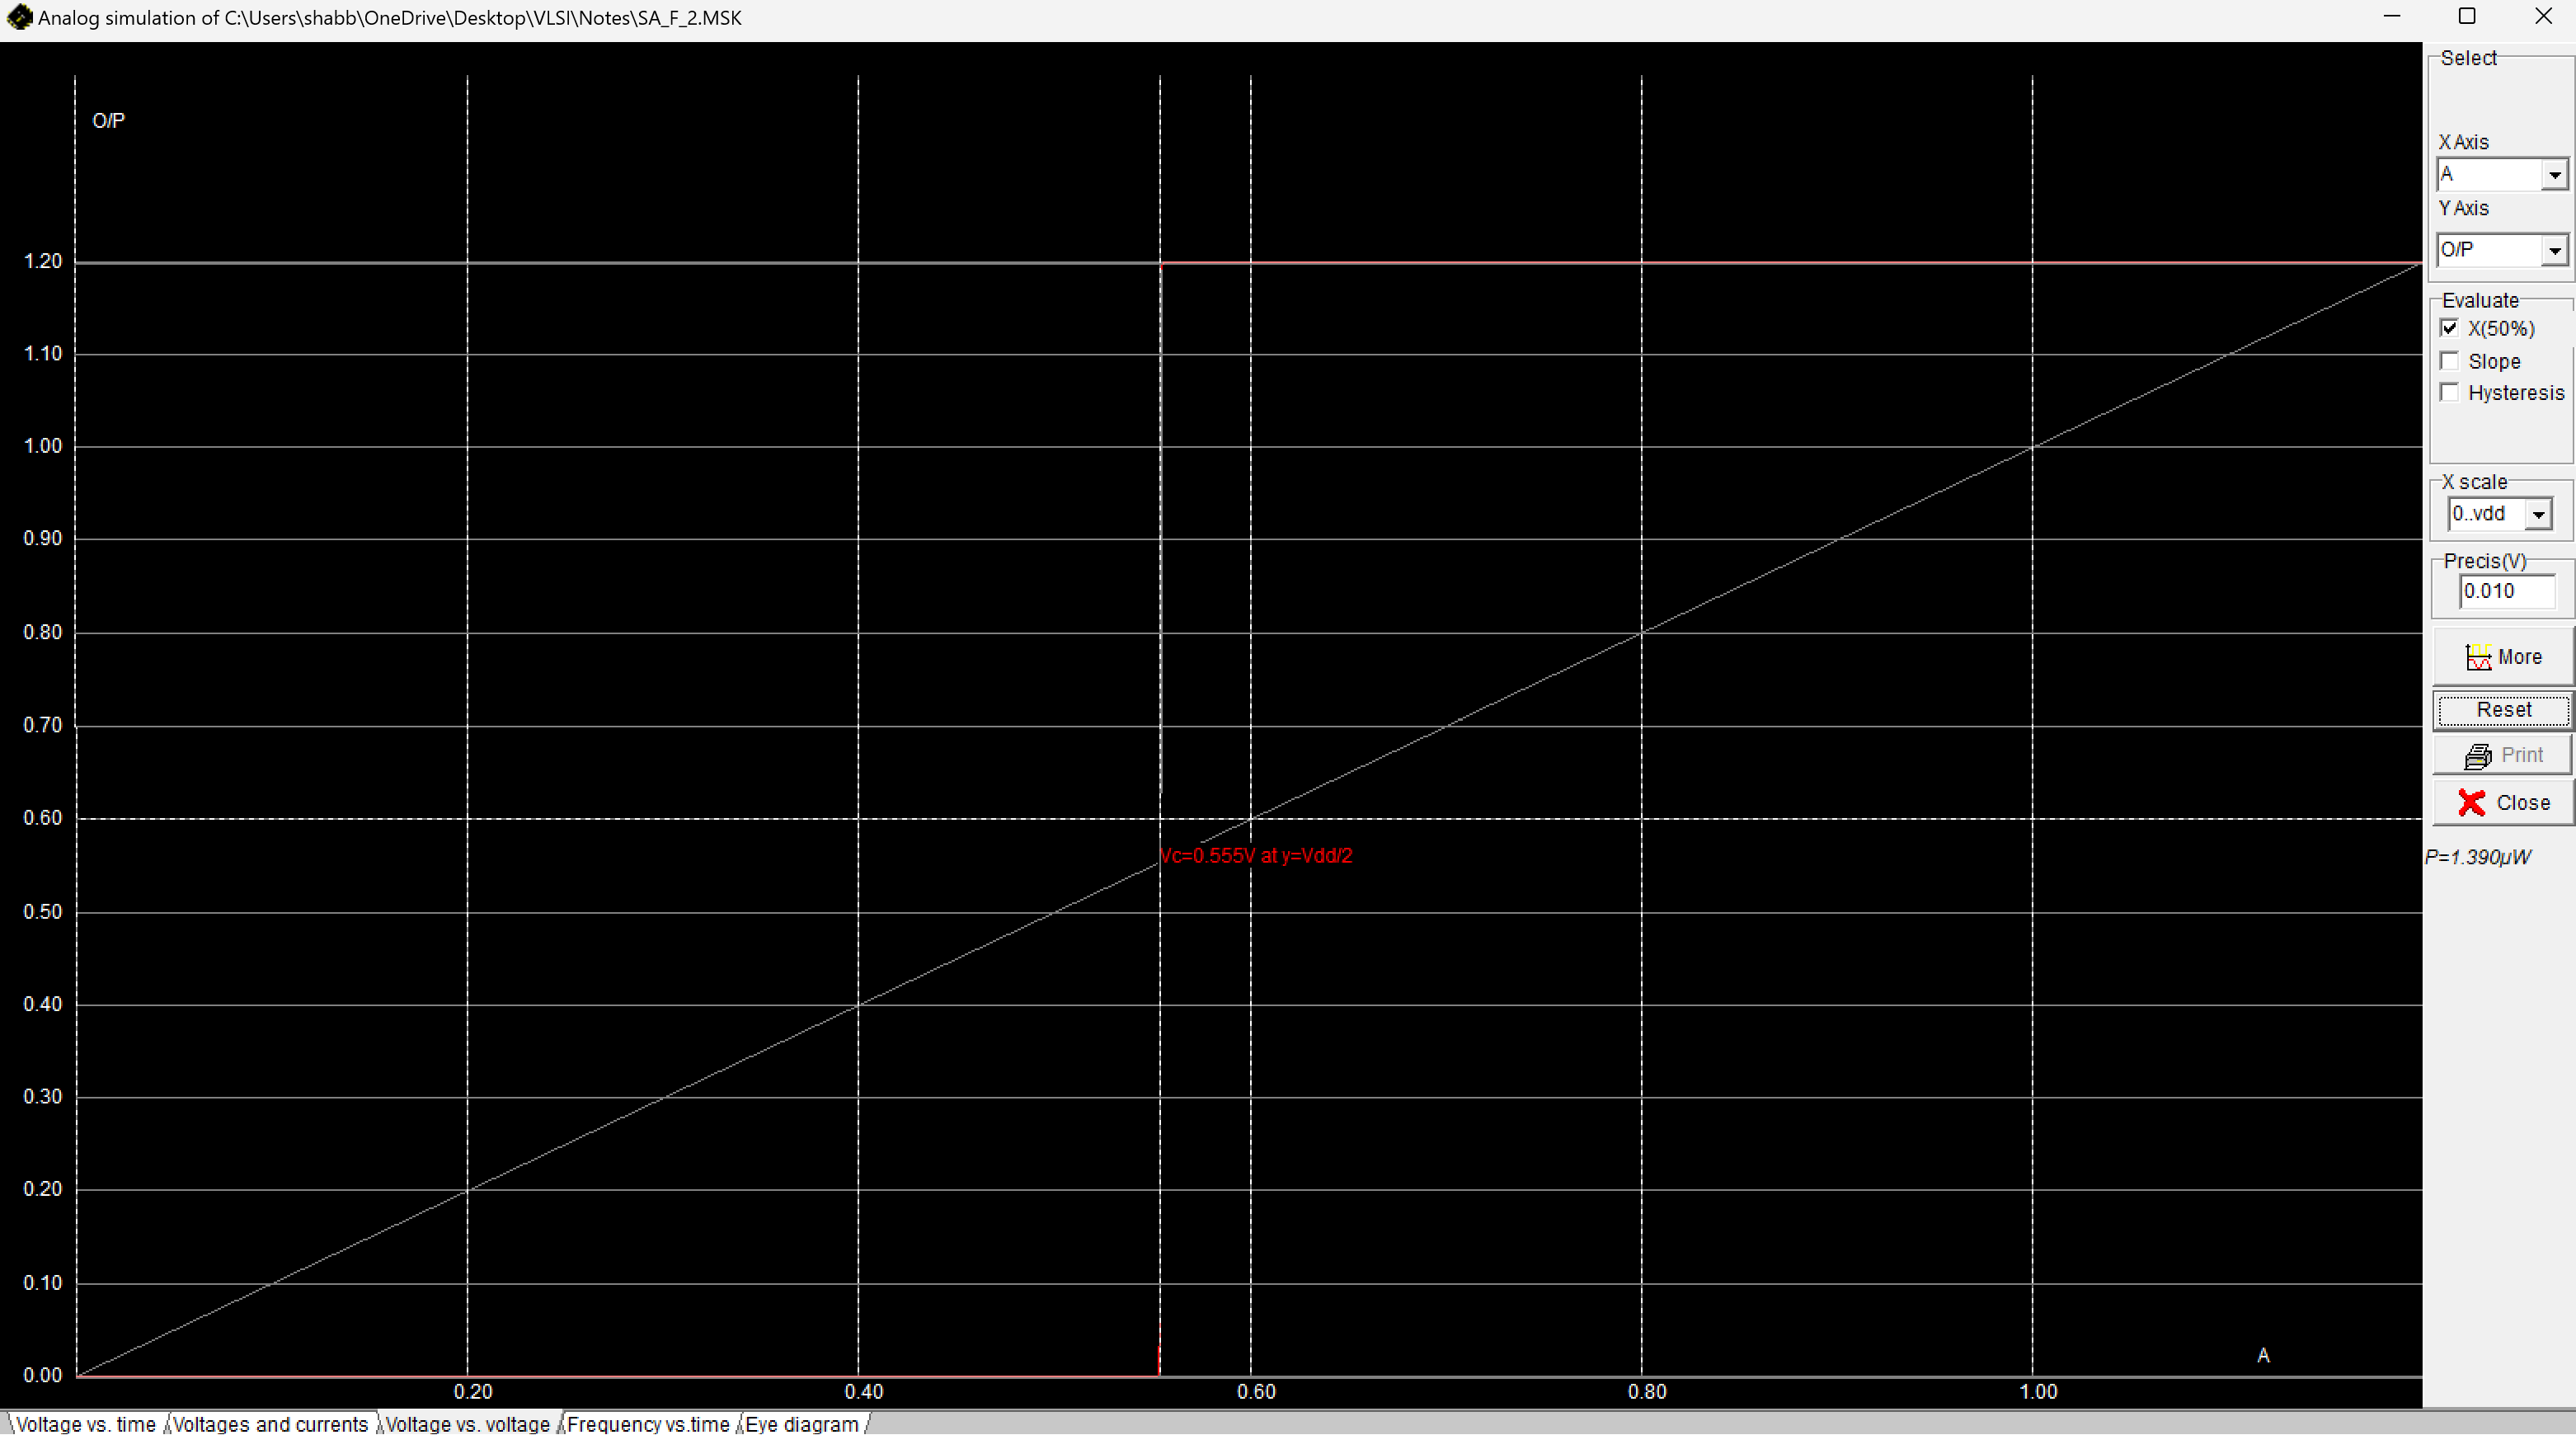 Analog simulation of C:\Users\shabb\OneDrive\Desktop\VLSI\Notes\SA_F_2.MSK
O/P
1.20
1.10
1.00
0.90
0.80
0.70
0.60
0.50
0.40
0.30
0.20
0.10
0.00
Vc=0.555V at y=Vdd/2
A
0.20 0.40 0.60 0.80 1.00
Select
X Axis
A
Y Axis
O/P
Evaluate
X(50%)
Slope
Hysteresis
X scale
0..vdd
Precis(V)
0.010
More
Reset
Print
Close
P=1.390µW
Voltage vs. time Voltages and currents Voltage vs. voltage Frequency vs.time Eye diagram